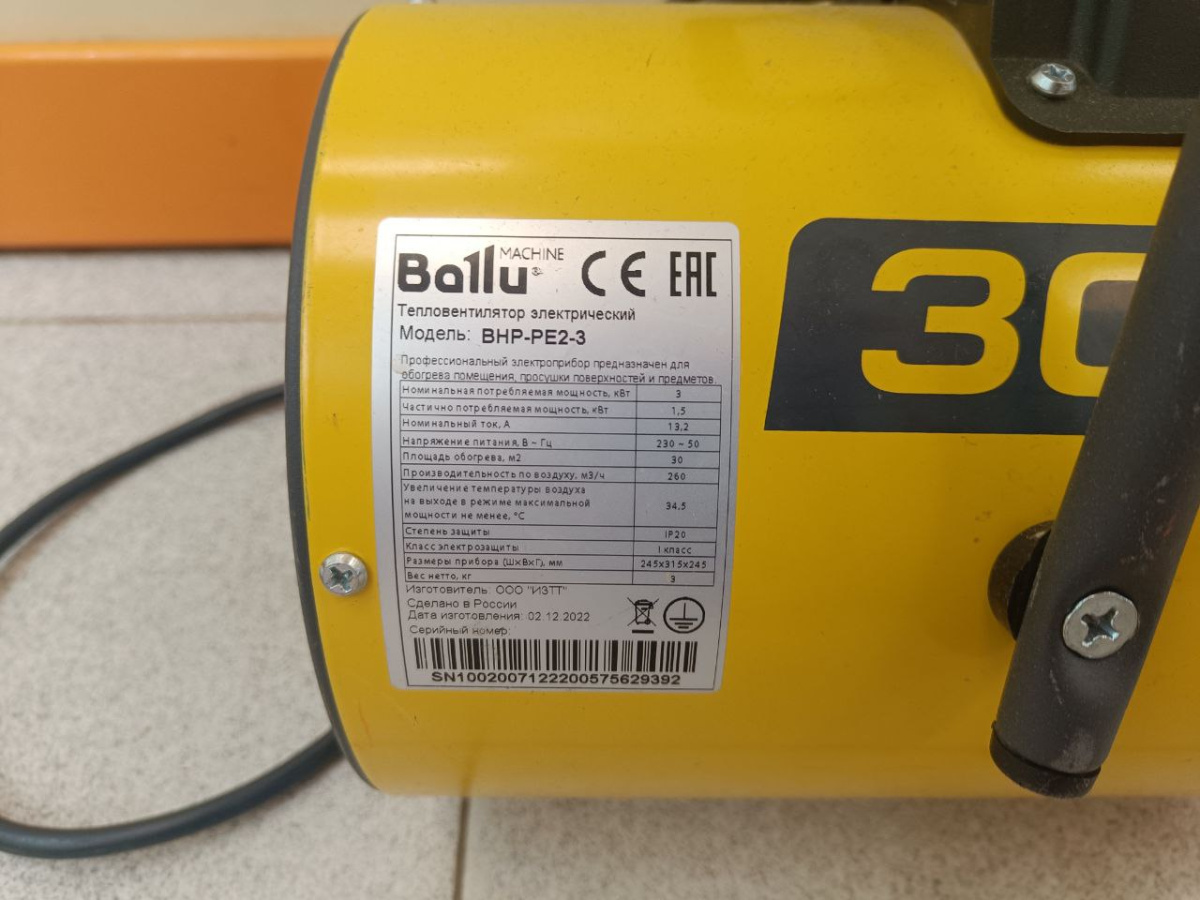 Ballu MACHINE CE EAC
Тепловентилятор электрический
Модель: BHP-PE2-3
Профессиональный электроприбор предназначен для
обогрева помещения, просушки поверхностей и предметов.
Номинальная потребляемая мощность, кВт 3
Частично потребляемая мощность, кВт 1,5
Номинальный ток, А 13,2
Напряжение питания, В ~ Гц 230 ~ 50
Площадь обогрева, м2 30
Производительность по воздуху, м3/ч 260
Увеличение температуры воздуха
на выходе в режиме максимальной
мощности не менее, °С 34,5
Степень защиты IP20
Класс электрозащиты I класс
Размеры прибора (ШхВхГ), мм 245х315х245
Вес нетто, кг 3
Изготовитель: ООО "ИЗТТ"
Сделано в России
Дата изготовления: 02.12.2022
Серийный номер:
SN1002007122200575629392
30